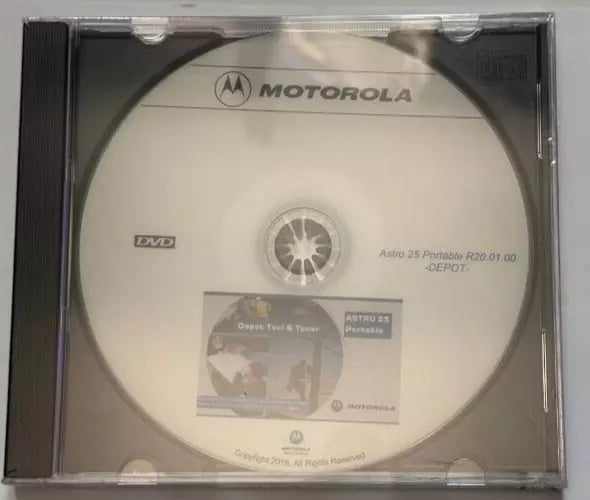 MOTOROLA
DVD
Astro 25 Portable R20.01.00
-DEPOT-
Depot Tool & Tuner
ASTRO 25
Portable
MOTOROLA
MOTOROLA
Copyright 2016, All Rights Reserved